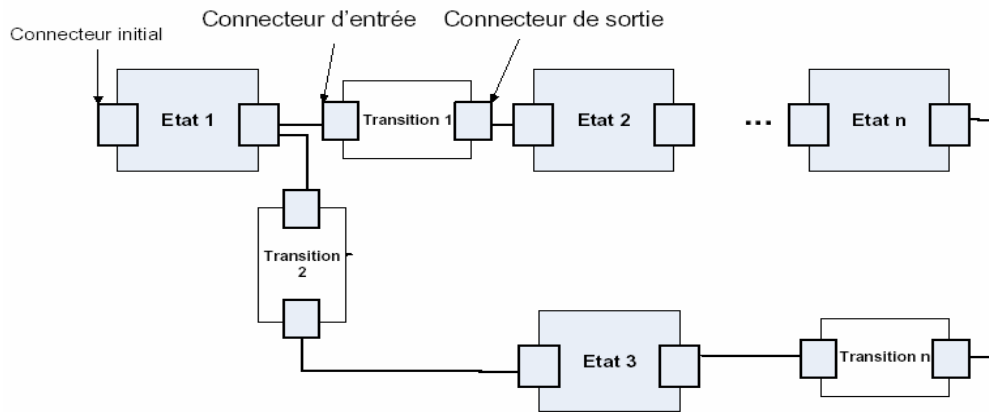 Connecteur initial
Connecteur d'entrée
Connecteur de sortie
Etat 1
Transition 1
Etat 2
...
Etat n
Transition
2
Etat 3
Transition n